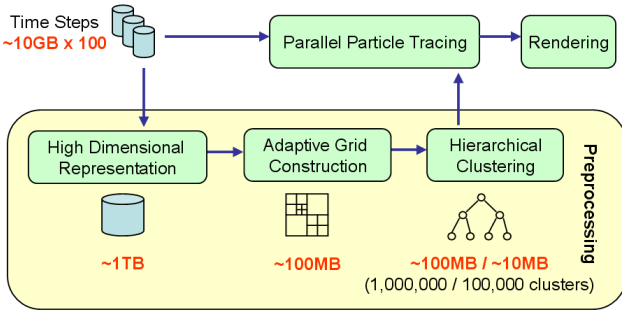 Time Steps
~10GB x 100
Parallel Particle Tracing
Rendering
High Dimensional
Representation
Adaptive Grid
Construction
Hierarchical
Clustering
Preprocessing
~1TB
~100MB
~100MB / ~10MB
(1,000,000 / 100,000 clusters)